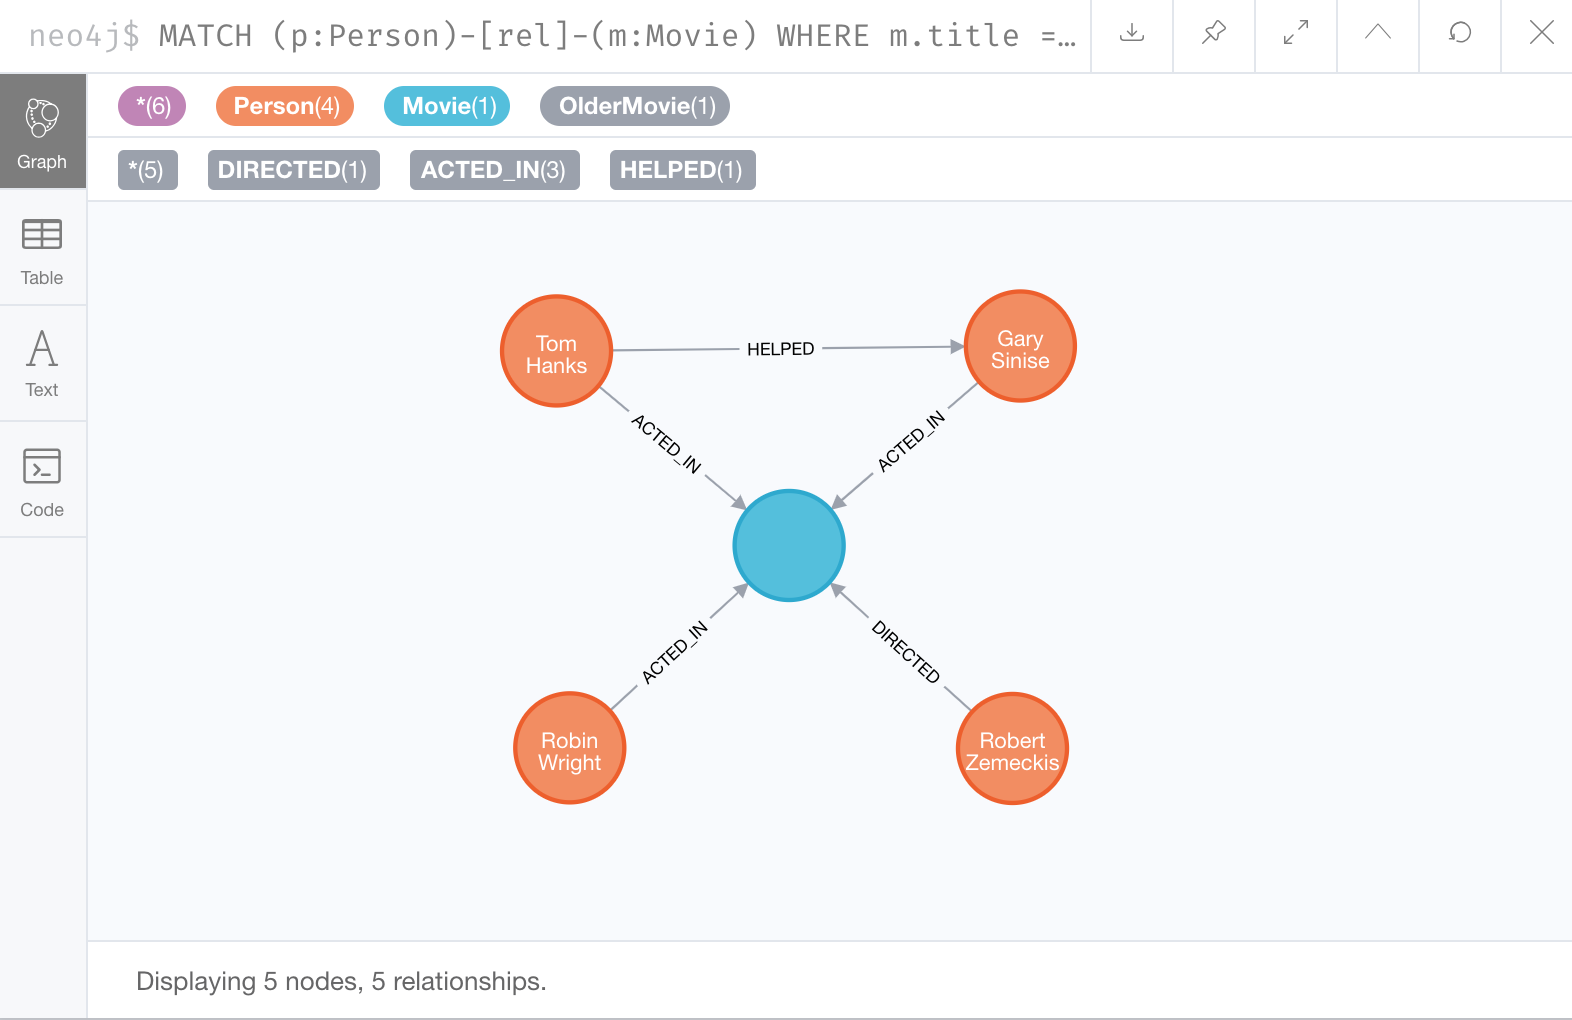 neo4j$ MATCH (p:Person)-[rel]-(m:Movie) WHERE m.title =…
*(6) Person(4) Movie(1) OlderMovie(1)
*(5) DIRECTED(1) ACTED_IN(3) HELPED(1)
Graph
Table
Text
Code
Tom
Hanks
HELPED
Gary
Sinise
ACTED_IN
ACTED_IN
ACTED_IN
DIRECTED
Robin
Wright
Robert
Zemeckis
Displaying 5 nodes, 5 relationships.